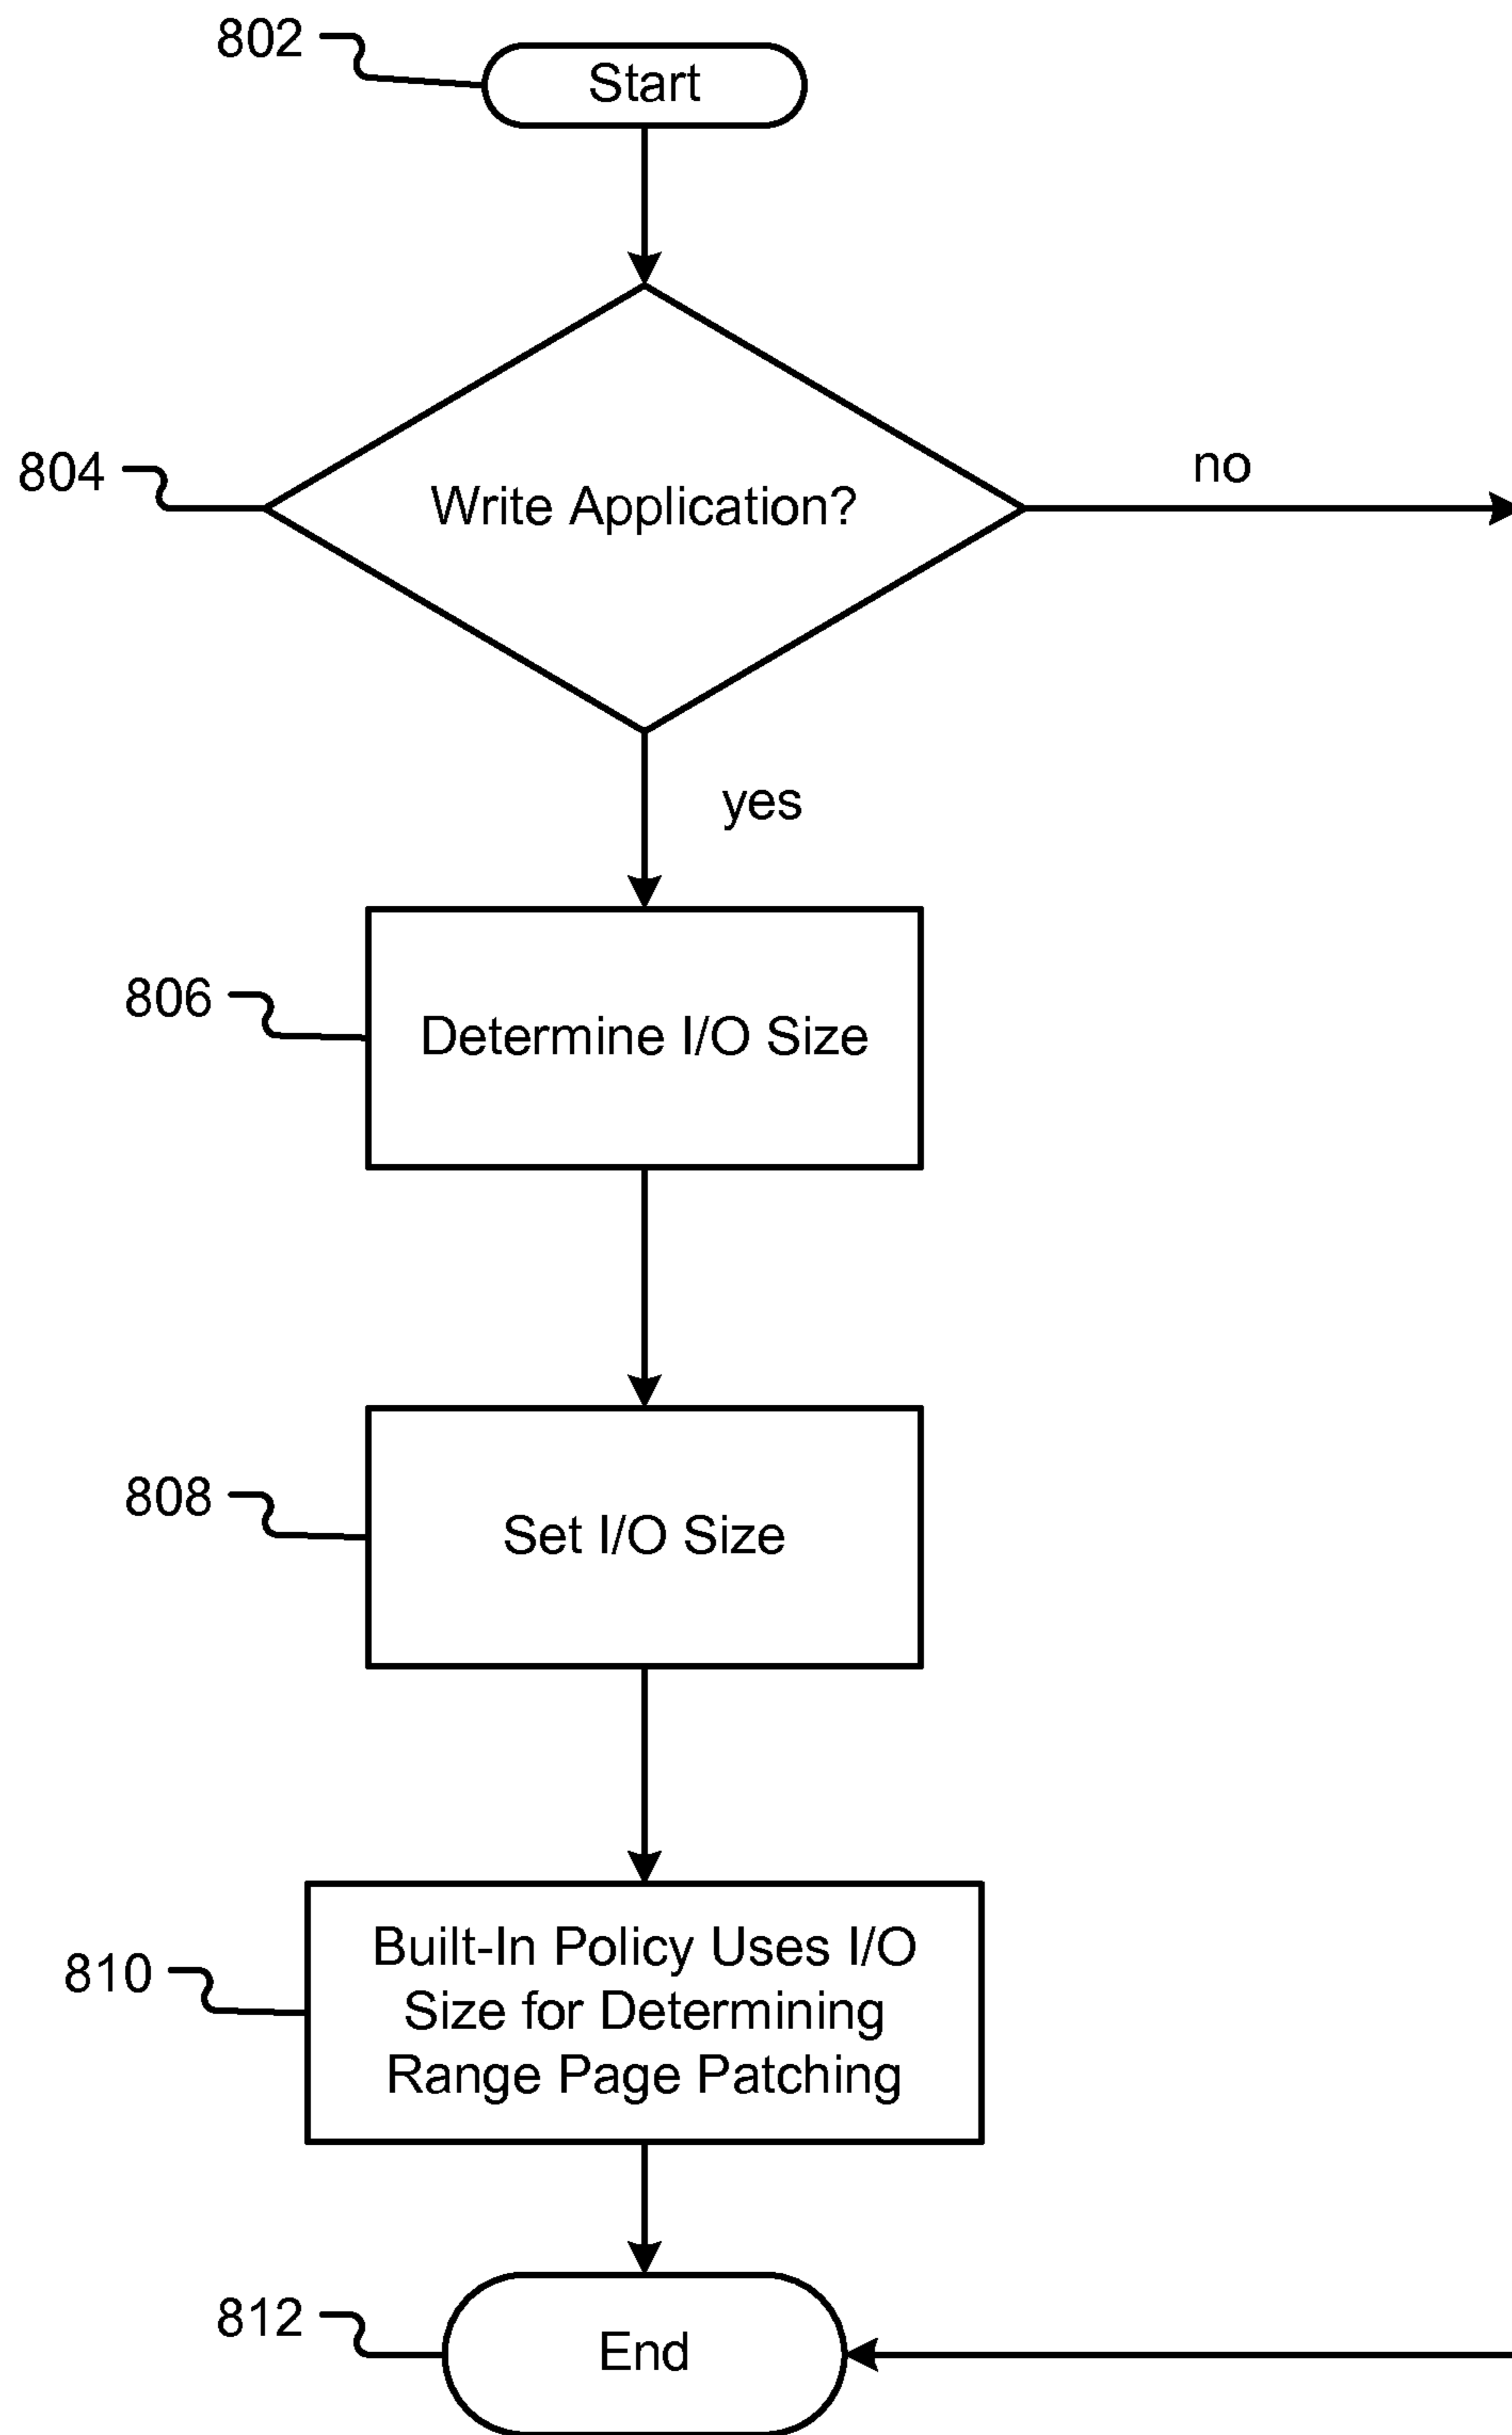 802
Start
804
Write Application?
no
yes
806
Determine I/O Size
808
Set I/O Size
810
Built-In Policy Uses I/O
Size for Determining
Range Page Patching
812
End